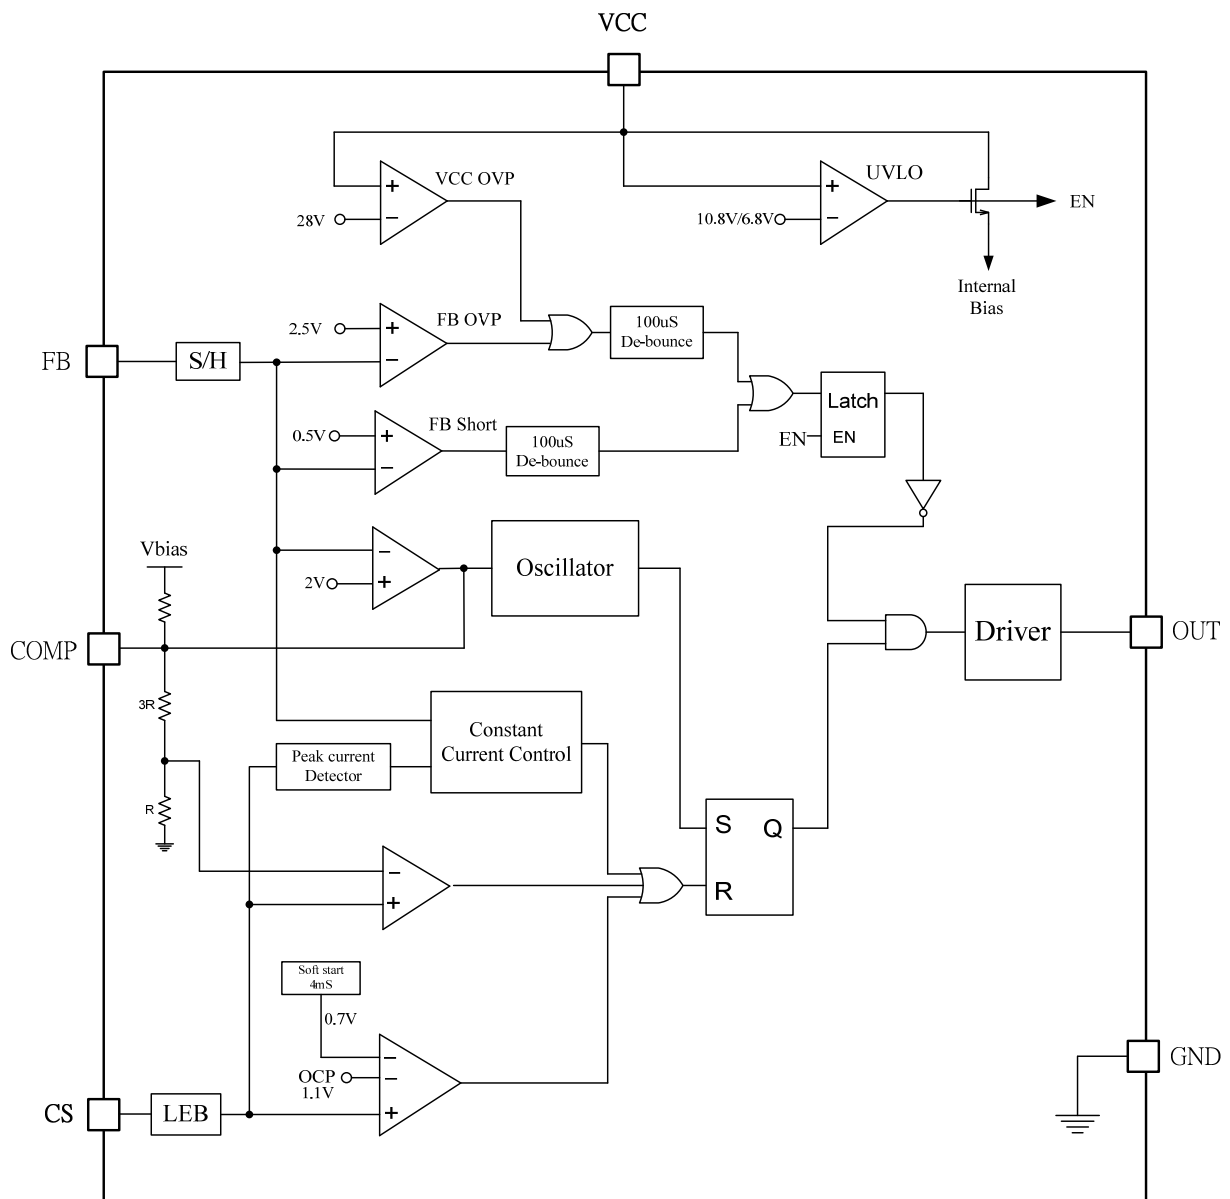 VCC
VCC OVP
+
−
28V
UVLO
+
−
10.8V/6.8V
EN
Internal
Bias
2.5V
+
−
FB OVP
100uS
De-bounce
FB
S/H
0.5V
+
−
FB Short
100uS
De-bounce
Latch
EN
EN
Vbias
−
+
2V
Oscillator
COMP
Driver
OUT
3R
R
Constant
Current Control
Peak current
Detector
S
Q
R
−
+
Soft start
4mS
0.7V
−
OCP
1.1V
−
+
CS
LEB
GND